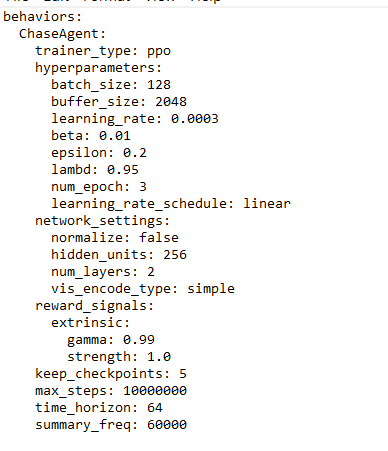 behaviors:
  ChaseAgent:
    trainer_type: ppo
    hyperparameters:
      batch_size: 128
      buffer_size: 2048
      learning_rate: 0.0003
      beta: 0.01
      epsilon: 0.2
      lambd: 0.95
      num_epoch: 3
      learning_rate_schedule: linear
    network_settings:
      normalize: false
      hidden_units: 256
      num_layers: 2
      vis_encode_type: simple
    reward_signals:
      extrinsic:
        gamma: 0.99
        strength: 1.0
    keep_checkpoints: 5
    max_steps: 10000000
    time_horizon: 64
    summary_freq: 60000